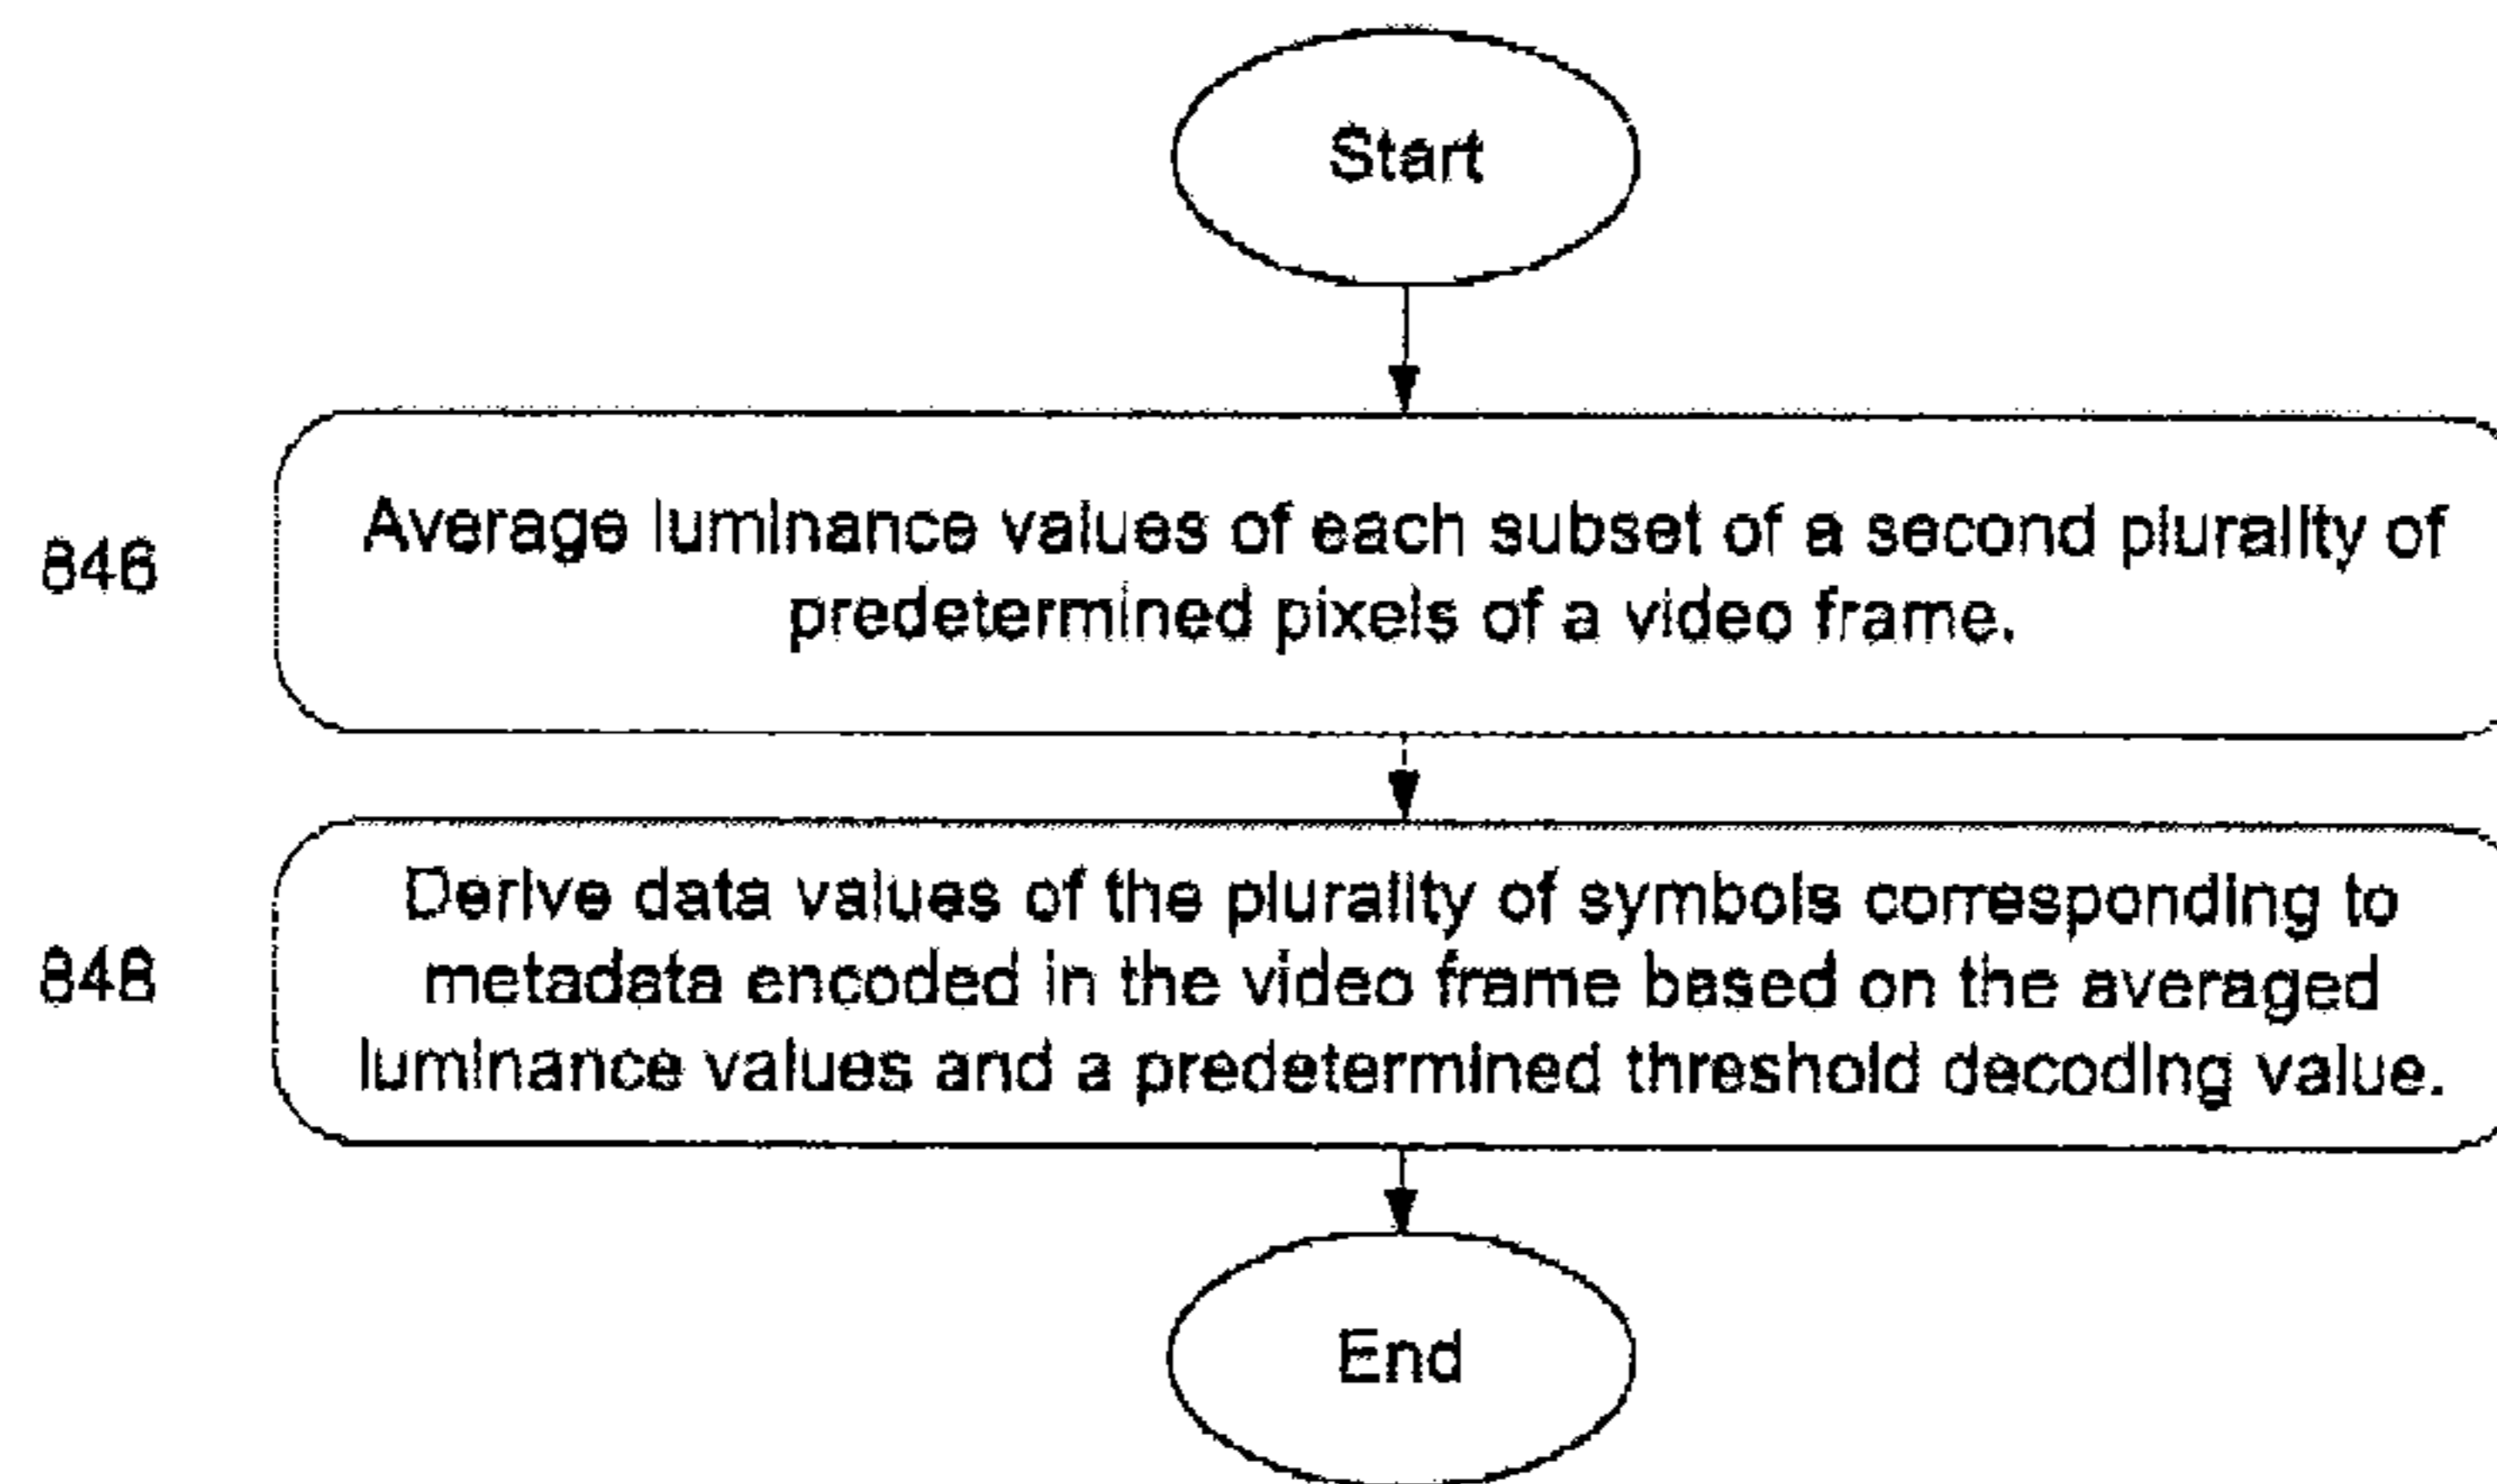 Start
846
Average luminance values of each subset of a second plurality of
predetermined pixels of a video frame.
848
Derive data values of the plurality of symbols corresponding to
metadata encoded in the video frame based on the averaged
luminance values and a predetermined threshold decoding value.
End